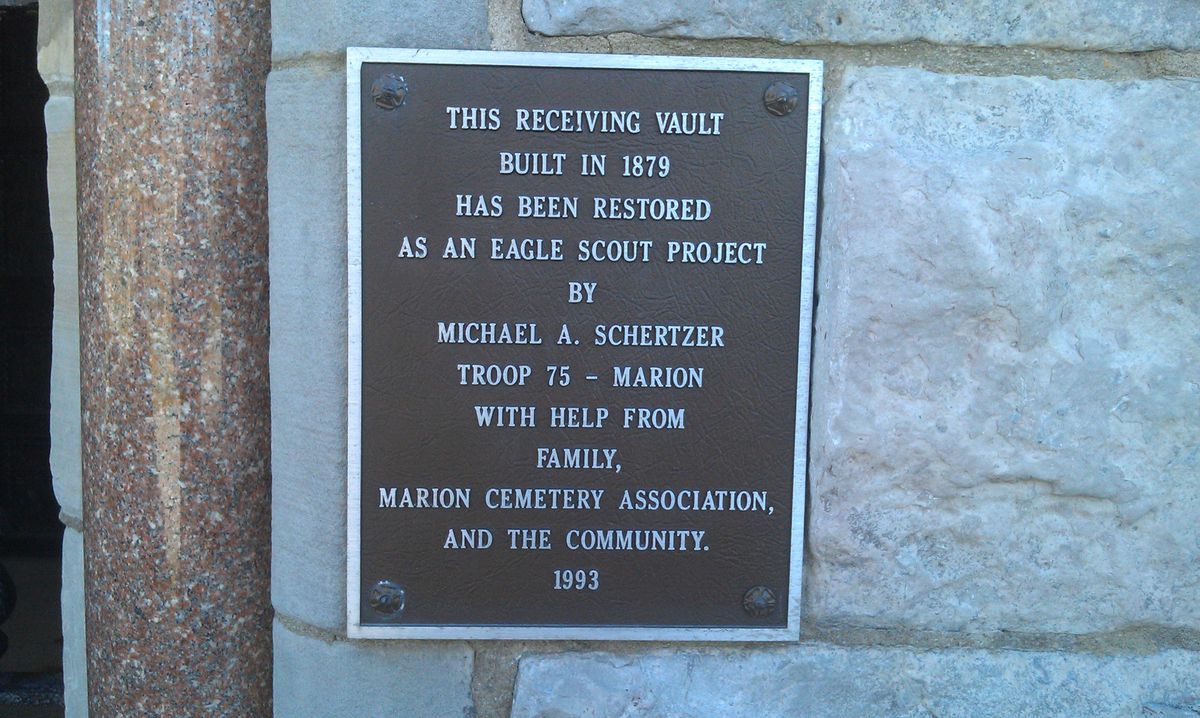 THIS RECEIVING VAULT
BUILT IN 1879
HAS BEEN RESTORED
AS AN EAGLE SCOUT PROJECT
BY
MICHAEL A. SCHERTZER
TROOP 75 – MARION
WITH HELP FROM
FAMILY,
MARION CEMETERY ASSOCIATION,
AND THE COMMUNITY.
1993